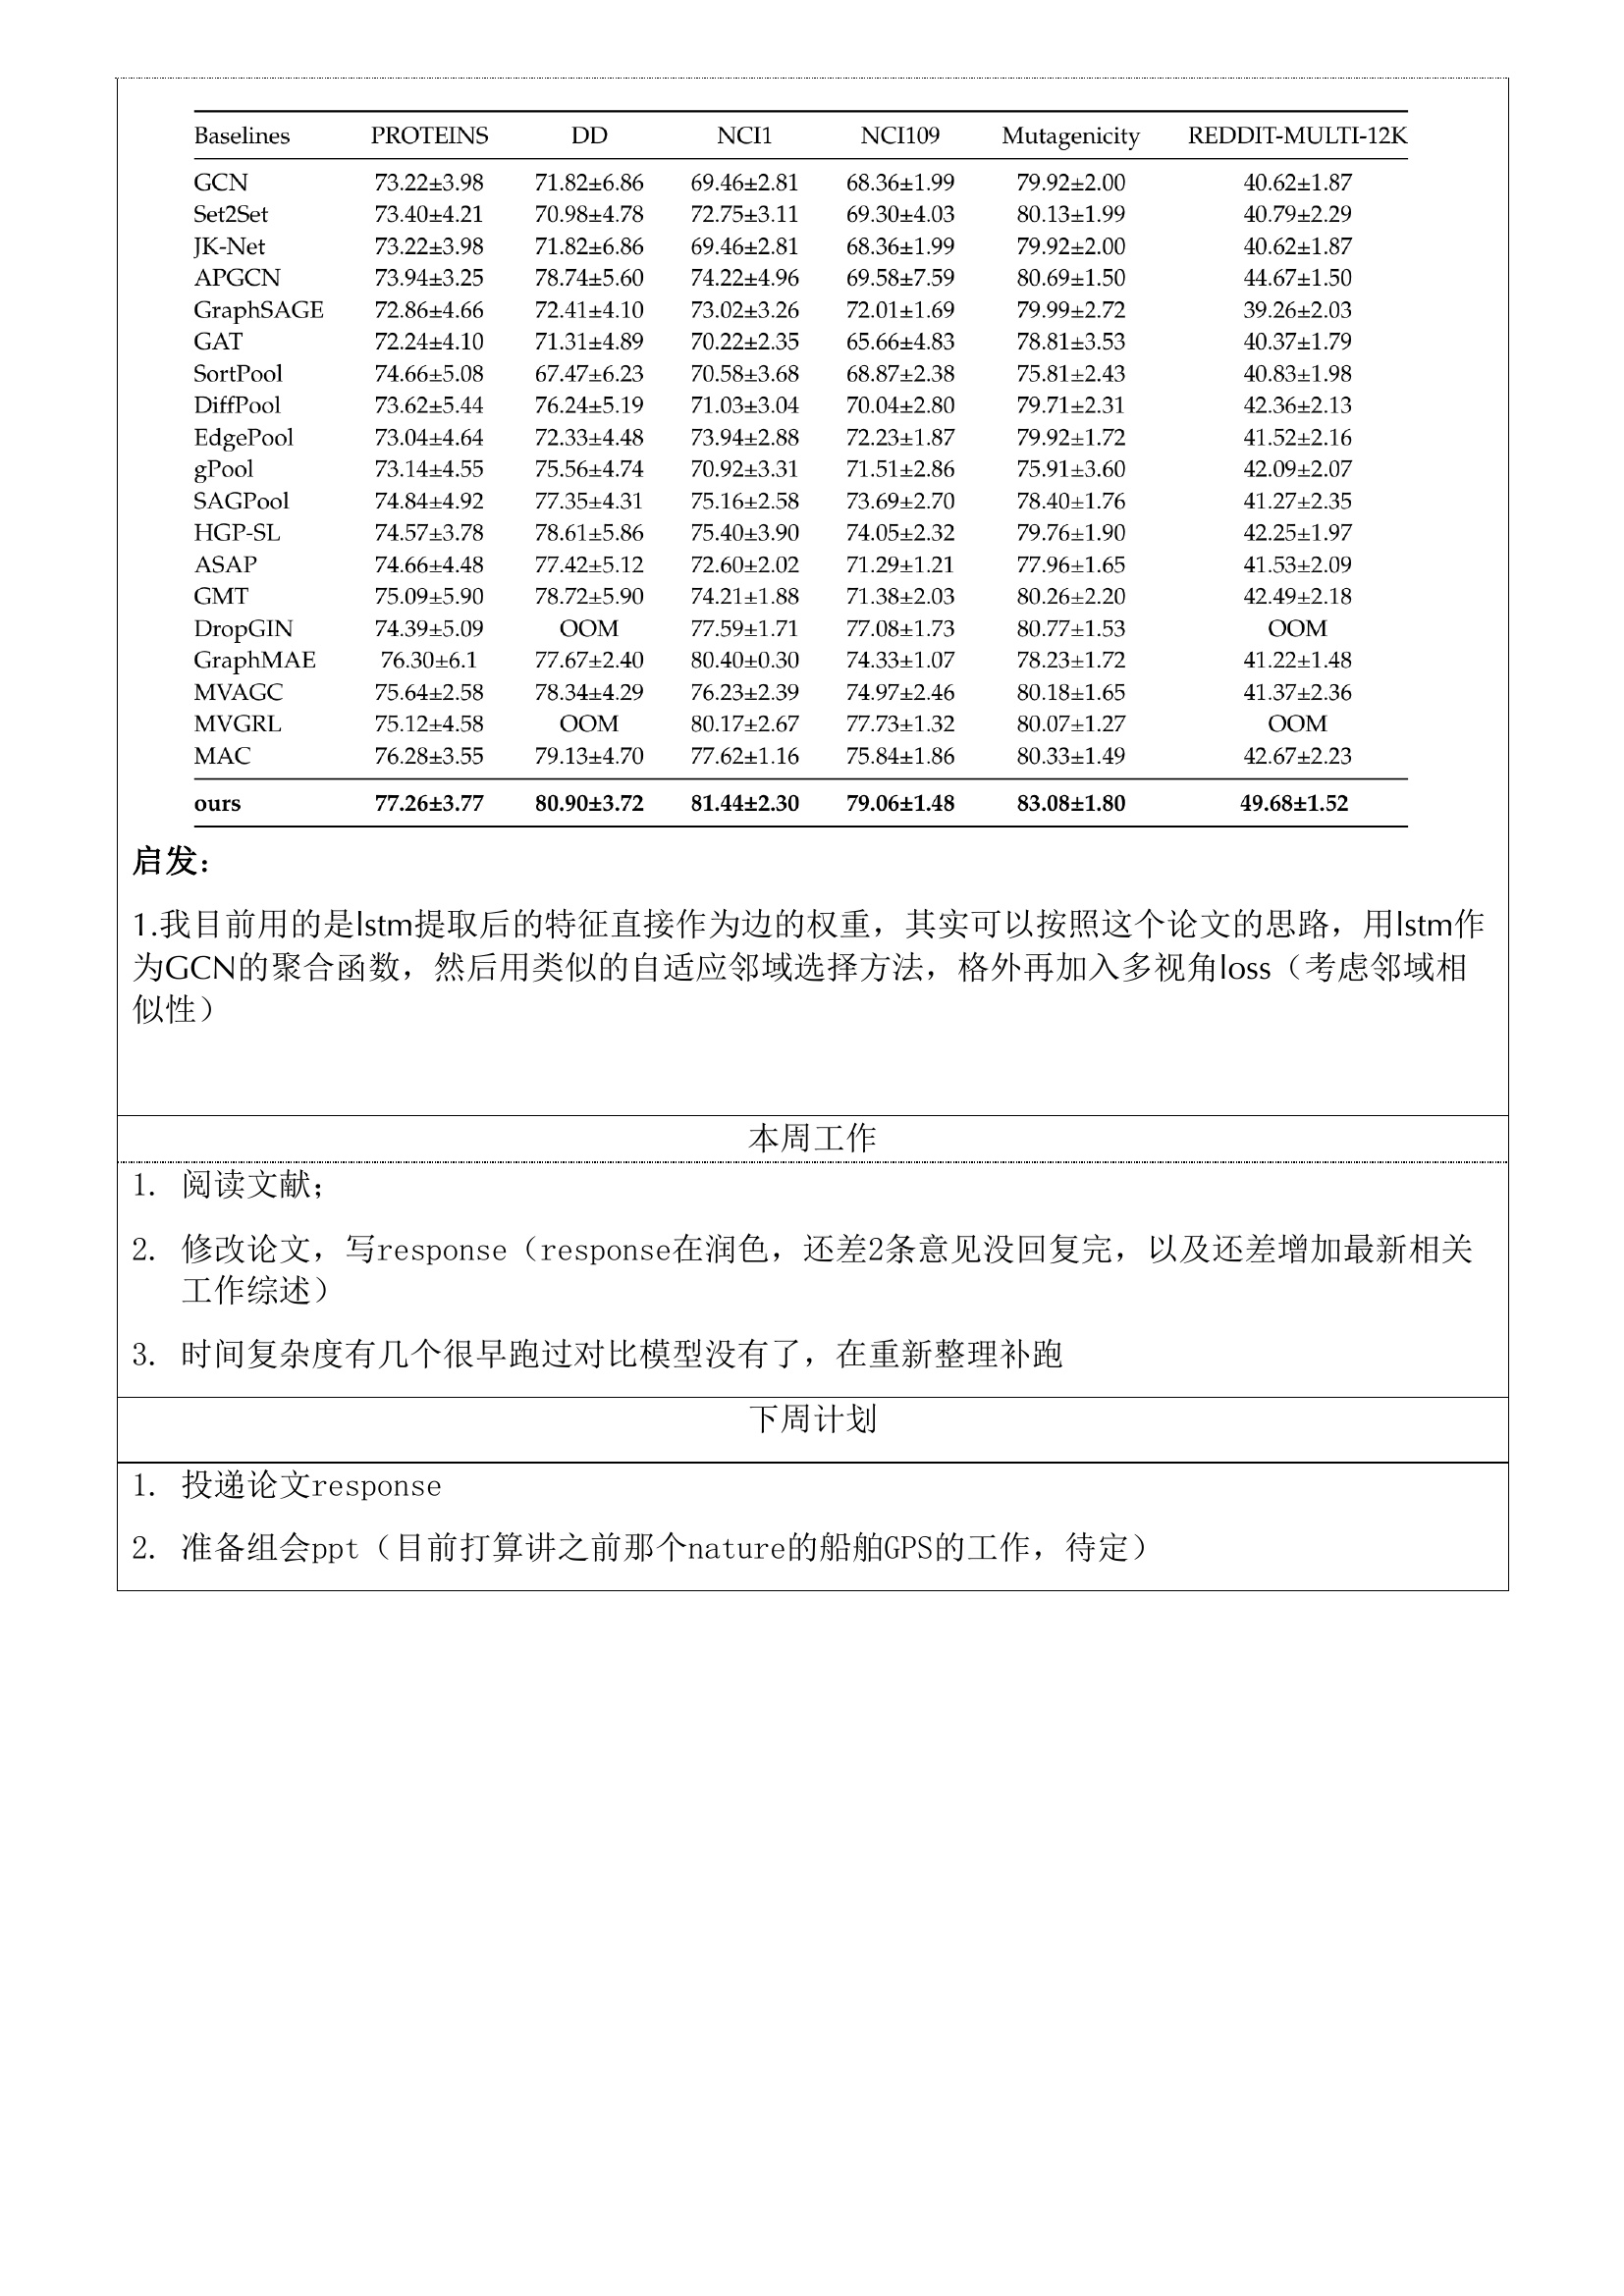 Baselines PROTEINS DD NCI1 NCI109 Mutagenicity REDDIT-MULTI-12K
GCN 73.22±3.98 71.82±6.86 69.46±2.81 68.36±1.99 79.92±2.00 40.62±1.87
Set2Set 73.40±4.21 70.98±4.78 72.75±3.11 69.30±4.03 80.13±1.99 40.79±2.29
JK-Net 73.22±3.98 71.82±6.86 69.46±2.81 68.36±1.99 79.92±2.00 40.62±1.87
APGCN 73.94±3.25 78.74±5.60 74.22±4.96 69.58±7.59 80.69±1.50 44.67±1.50
GraphSAGE 72.86±4.66 72.41±4.10 73.02±3.26 72.01±1.69 79.99±2.72 39.26±2.03
GAT 72.24±4.10 71.31±4.89 70.22±2.35 65.66±4.83 78.81±3.53 40.37±1.79
SortPool 74.66±5.08 67.47±6.23 70.58±3.68 68.87±2.38 75.81±2.43 40.83±1.98
DiffPool 73.62±5.44 76.24±5.19 71.03±3.04 70.04±2.80 79.71±2.31 42.36±2.13
EdgePool 73.04±4.64 72.33±4.48 73.94±2.88 72.23±1.87 79.92±1.72 41.52±2.16
gPool 73.14±4.55 75.56±4.74 70.92±3.31 71.51±2.86 75.91±3.60 42.09±2.07
SAGPool 74.84±4.92 77.35±4.31 75.16±2.58 73.69±2.70 78.40±1.76 41.27±2.35
HGP-SL 74.57±3.78 78.61±5.86 75.40±3.90 74.05±2.32 79.76±1.90 42.25±1.97
ASAP 74.66±4.48 77.42±5.12 72.60±2.02 71.29±1.21 77.96±1.65 41.53±2.09
GMT 75.09±5.90 78.72±5.90 74.21±1.88 71.38±2.03 80.26±2.20 42.49±2.18
DropGIN 74.39±5.09 OOM 77.59±1.71 77.08±1.73 80.77±1.53 OOM
GraphMAE 76.30±6.1 77.67±2.40 80.40±0.30 74.33±1.07 78.23±1.72 41.22±1.48
MVAGC 75.64±2.58 78.34±4.29 76.23±2.39 74.97±2.46 80.18±1.65 41.37±2.36
MVGRL 75.12±4.58 OOM 80.17±2.67 77.73±1.32 80.07±1.27 OOM
MAC 76.28±3.55 79.13±4.70 77.62±1.16 75.84±1.86 80.33±1.49 42.67±2.23
ours 77.26±3.77 80.90±3.72 81.44±2.30 79.06±1.48 83.08±1.80 49.68±1.52
启发：
1.我目前用的是lstm提取后的特征直接作为边的权重，其实可以按照这个论文的思路，用lstm作
为GCN的聚合函数，然后用类似的自适应邻域选择方法，格外再加入多视角loss（考虑邻域相
似性）
本周工作
1. 阅读文献；
2. 修改论文，写response（response在润色，还差2条意见没回复完，以及还差增加最新相关
工作综述）
3. 时间复杂度有几个很早跑过对比模型没有了，在重新整理补跑
下周计划
1. 投递论文response
2. 准备组会ppt（目前打算讲之前那个nature的船舶GPS的工作，待定）